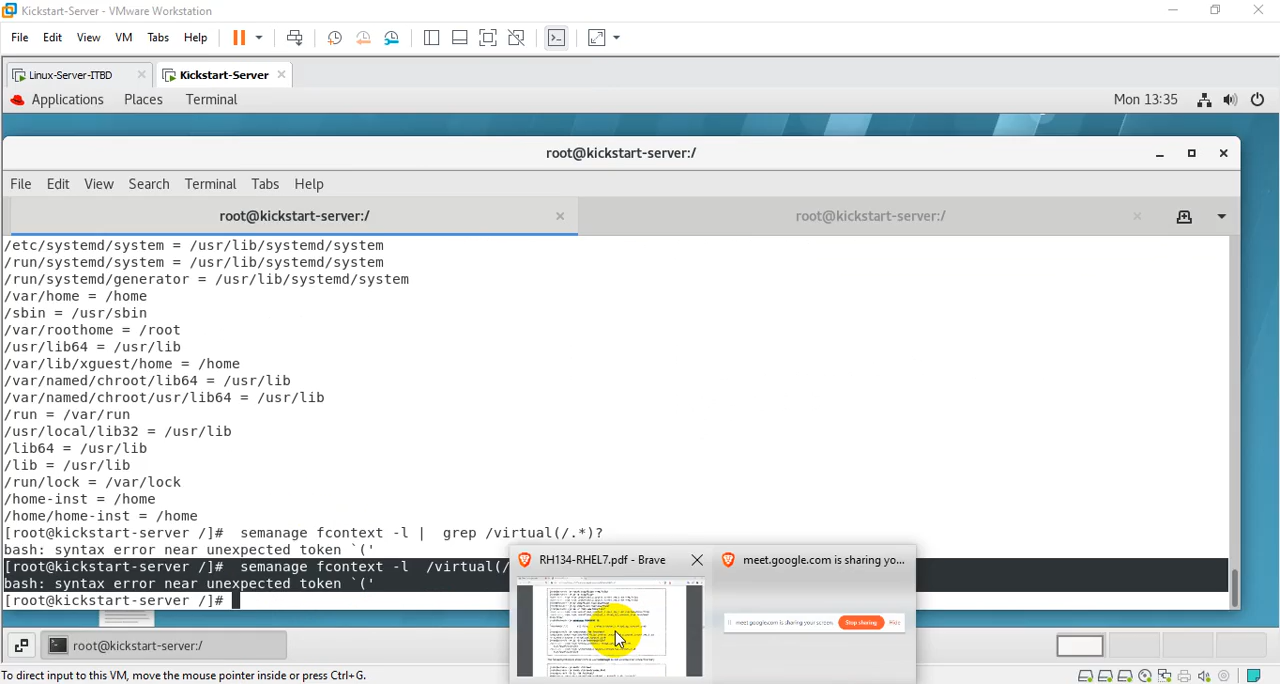 Kickstart-Server - VMware Workstation
File Edit View VM Tabs Help
Linux-Server-ITBD Kickstart-Server
Applications Places Terminal Mon 13:35
root@kickstart-server:/
File Edit View Search Terminal Tabs Help
root@kickstart-server:/ root@kickstart-server:/
/etc/systemd/system = /usr/lib/systemd/system
/run/systemd/system = /usr/lib/systemd/system
/run/systemd/generator = /usr/lib/systemd/system
/var/home = /home
/sbin = /usr/sbin
/var/roothome = /root
/usr/lib64 = /usr/lib
/var/lib/xguest/home = /home
/var/named/chroot/lib64 = /usr/lib
/var/named/chroot/usr/lib64 = /usr/lib
/run = /var/run
/usr/local/lib32 = /usr/lib
/lib64 = /usr/lib
/lib = /usr/lib
/run/lock = /var/lock
/home-inst = /home
/home/home-inst = /home
[root@kickstart-server /]#  semanage fcontext -l |  grep /virtual(/.*)?
bash: syntax error near unexpected token `('
[root@kickstart-server /]#  semanage fcontext -l  /virtual(/
bash: syntax error near unexpected token `('
[root@kickstart-server /]#
RH134-RHEL7.pdf - Brave
meet.google.com is sharing yo...
meet.google.com is sharing your screen. Stop sharing Hide
root@kickstart-server:/
To direct input to this VM, move the mouse pointer inside or press Ctrl+G.